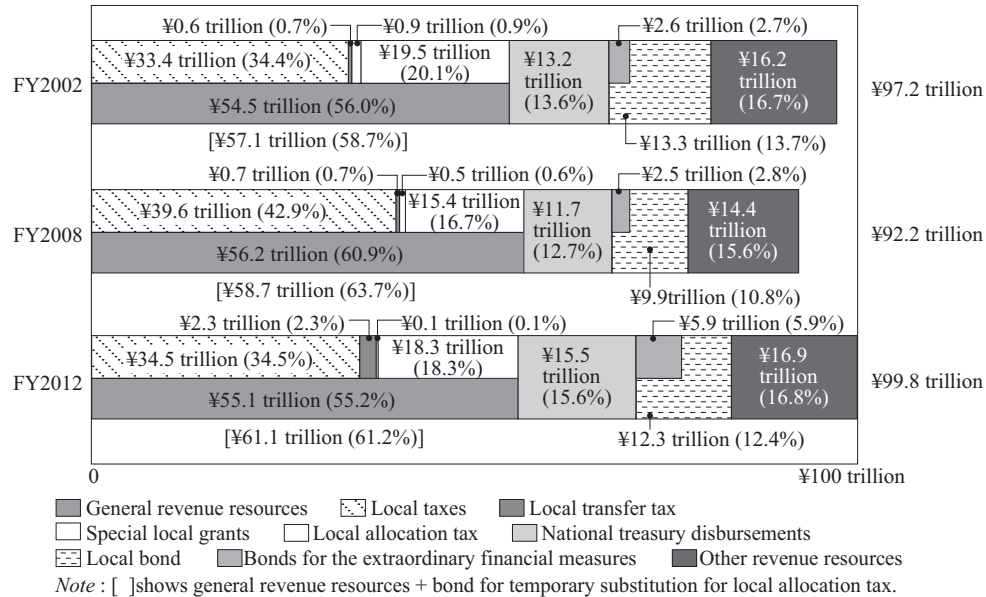 ¥0.6 trillion (0.7%) ¥0.9 trillion (0.9%) ¥2.6 trillion (2.7%)
FY2002
¥33.4 trillion (34.4%)
¥19.5 trillion
(20.1%)
¥13.2
trillion
(13.6%)
¥16.2
trillion
(16.7%)
¥97.2 trillion
¥54.5 trillion (56.0%)
[¥57.1 trillion (58.7%)]
¥13.3 trillion (13.7%)
¥0.7 trillion (0.7%) ¥0.5 trillion (0.6%) ¥2.5 trillion (2.8%)
FY2008
¥39.6 trillion (42.9%)
¥15.4 trillion
(16.7%)
¥11.7
trillion
(12.7%)
¥14.4
trillion
(15.6%)
¥92.2 trillion
¥56.2 trillion (60.9%)
[¥58.7 trillion (63.7%)]
¥9.9trillion (10.8%)
¥2.3 trillion (2.3%) ¥0.1 trillion (0.1%) ¥5.9 trillion (5.9%)
FY2012
¥34.5 trillion (34.5%)
¥18.3 trillion
(18.3%)
¥15.5
trillion
(15.6%)
¥16.9
trillion
(16.8%)
¥99.8 trillion
¥55.1 trillion (55.2%)
[¥61.1 trillion (61.2%)]
¥12.3 trillion (12.4%)
0 ¥100 trillion
General revenue resources Local taxes Local transfer tax
Special local grants Local allocation tax National treasury disbursements
Local bond Bonds for the extraordinary financial measures Other revenue resources
Note : [ ]shows general revenue resources + bond for temporary substitution for local allocation tax.